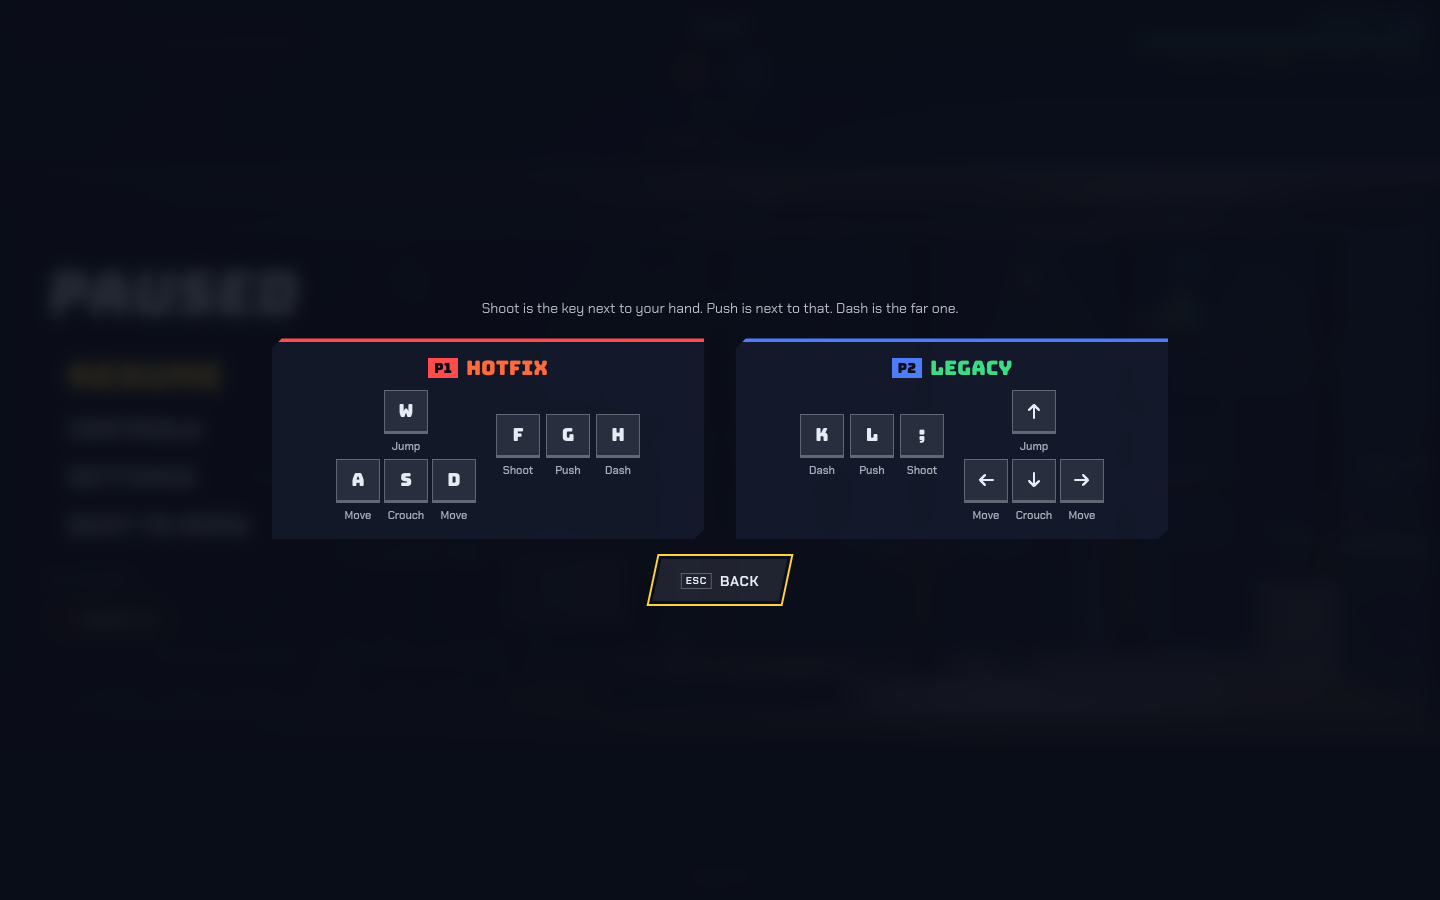 PAUSED
RESUME
Shoot is the key next to your hand. Push is next to that. Dash is the far one.
P1 HOTFIX
W
Jump
A S D
Move Crouch Move
F G H
Shoot Push Dash
P2 LEGACY
K L ;
Dash Push Shoot
↑
Jump
← ↓ →
Move Crouch Move
ESC BACK